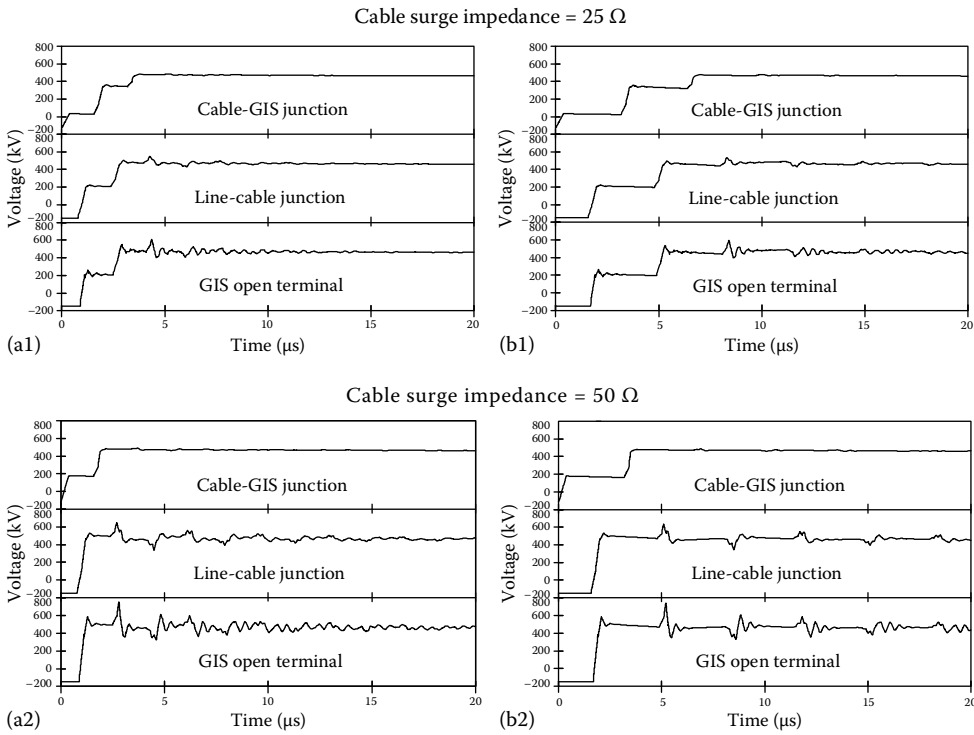 Cable surge impedance = 25 Ω
800
600
400
200
0
−200
Cable-GIS junction
800
600
400
200
0
−200
Line-cable junction
800
600
400
200
0
−200
GIS open terminal
Voltage (kV)
0 5 10 15 20
(a1) Time (μs)
800
600
400
200
0
−200
Cable-GIS junction
800
600
400
200
0
−200
Line-cable junction
800
600
400
200
0
−200
GIS open terminal
Voltage (kV)
0 5 10 15 20
(b1) Time (μs)
Cable surge impedance = 50 Ω
800
600
400
200
0
−200
Cable-GIS junction
800
600
400
200
0
−200
Line-cable junction
800
600
400
200
0
−200
GIS open terminal
Voltage (kV)
0 5 10 15 20
(a2) Time (μs)
800
600
400
200
0
−200
Cable-GIS junction
800
600
400
200
0
−200
Line-cable junction
800
600
400
200
0
−200
GIS open terminal
Voltage (kV)
0 5 10 15 20
(b2) Time (μs)